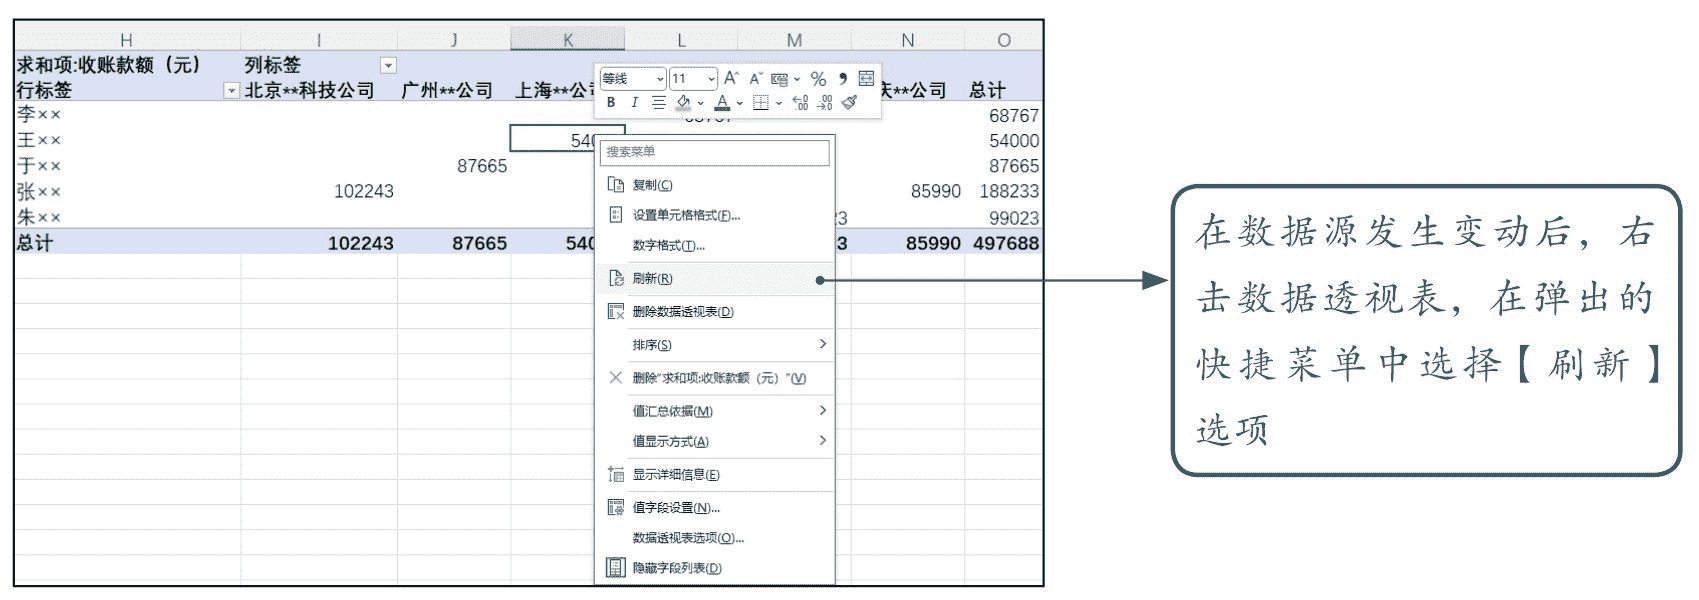 H I J K L M N O
求和项:收账款额（元） 列标签
行标签 北京**科技公司 广州**公司 上海**公 **公司 总计
等线 11
B I
李×× 68767
王×× 540 54000
于×× 87665 87665
张×× 102243 85990 188233
朱×× 3 99023
总计 102243 87665 540 3 85990 497688
搜索菜单
复制(C)
设置单元格格式(F)...
数字格式(T)...
刷新(R)
删除数据透视表(D)
排序(S)
删除"求和项:收账款额（元）"(V)
值汇总依据(M)
值显示方式(A)
显示详细信息(E)
值字段设置(N)...
数据透视表选项(O)...
隐藏字段列表(D)
在数据源发生变动后，右
击数据透视表，在弹出的
快捷菜单中选择【刷新】
选项